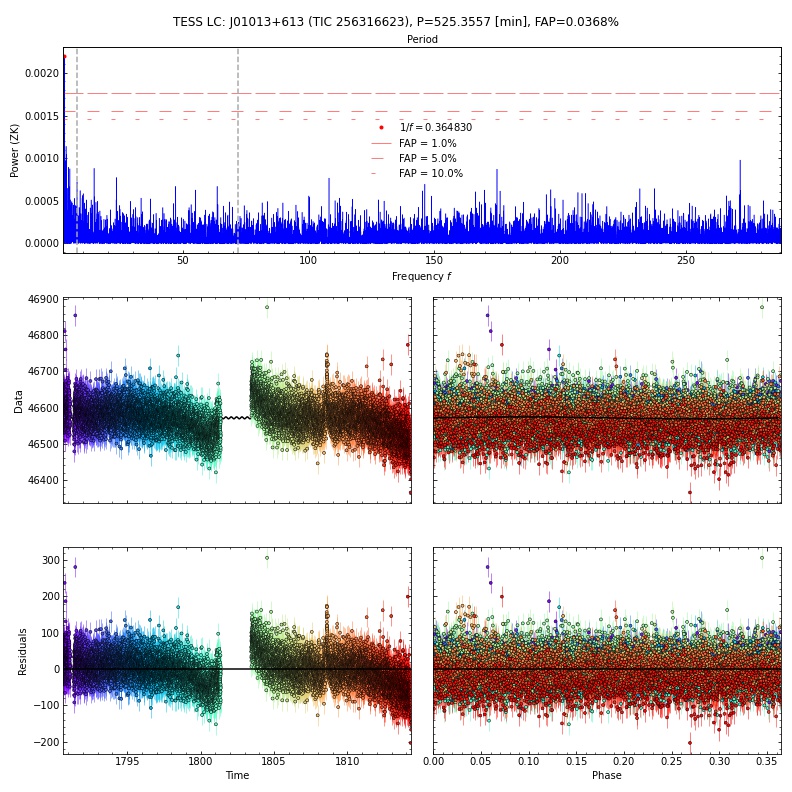 TESS LC: J01013+613 (TIC 256316623), P=525.3557 [min], FAP=0.0368%
Period
Power (ZK)
0.0020
0.0015
0.0010
0.0005
0.0000
1/f = 0.364830
FAP = 1.0%
FAP = 5.0%
FAP = 10.0%
50 100 150 200 250
Frequency f
Data
46900
46800
46700
46600
46500
46400
Residuals
300
200
100
0
−100
−200
1795 1800 1805 1810
Time
0.00 0.05 0.10 0.15 0.20 0.25 0.30 0.35
Phase